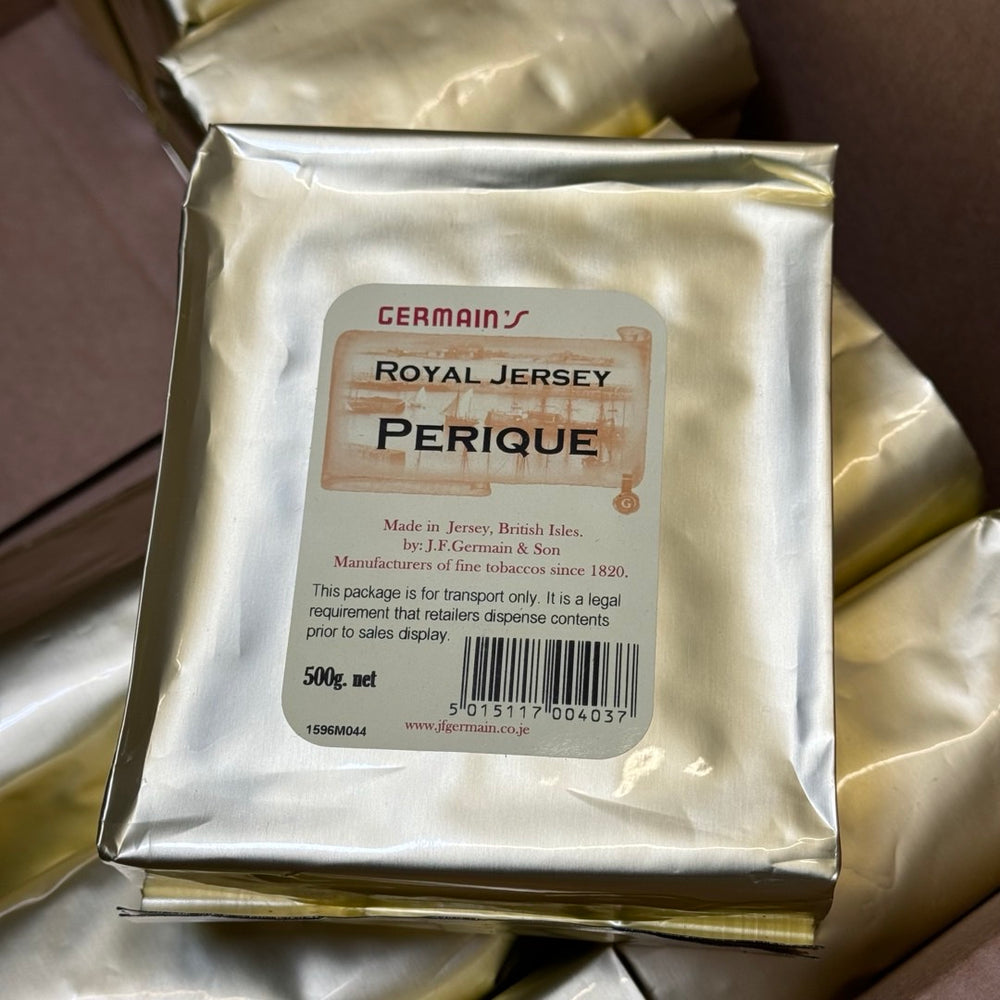 GERMAIN'S
ROYAL JERSEY
PERIQUE
G
Made in Jersey, British Isles.
by: J.F.Germain & Son
Manufacturers of fine tobaccos since 1820.
This package is for transport only. It is a legal
requirement that retailers dispense contents
prior to sales display.
500g. net
5 015117 004037
1596M044
www.jfgermain.co.je